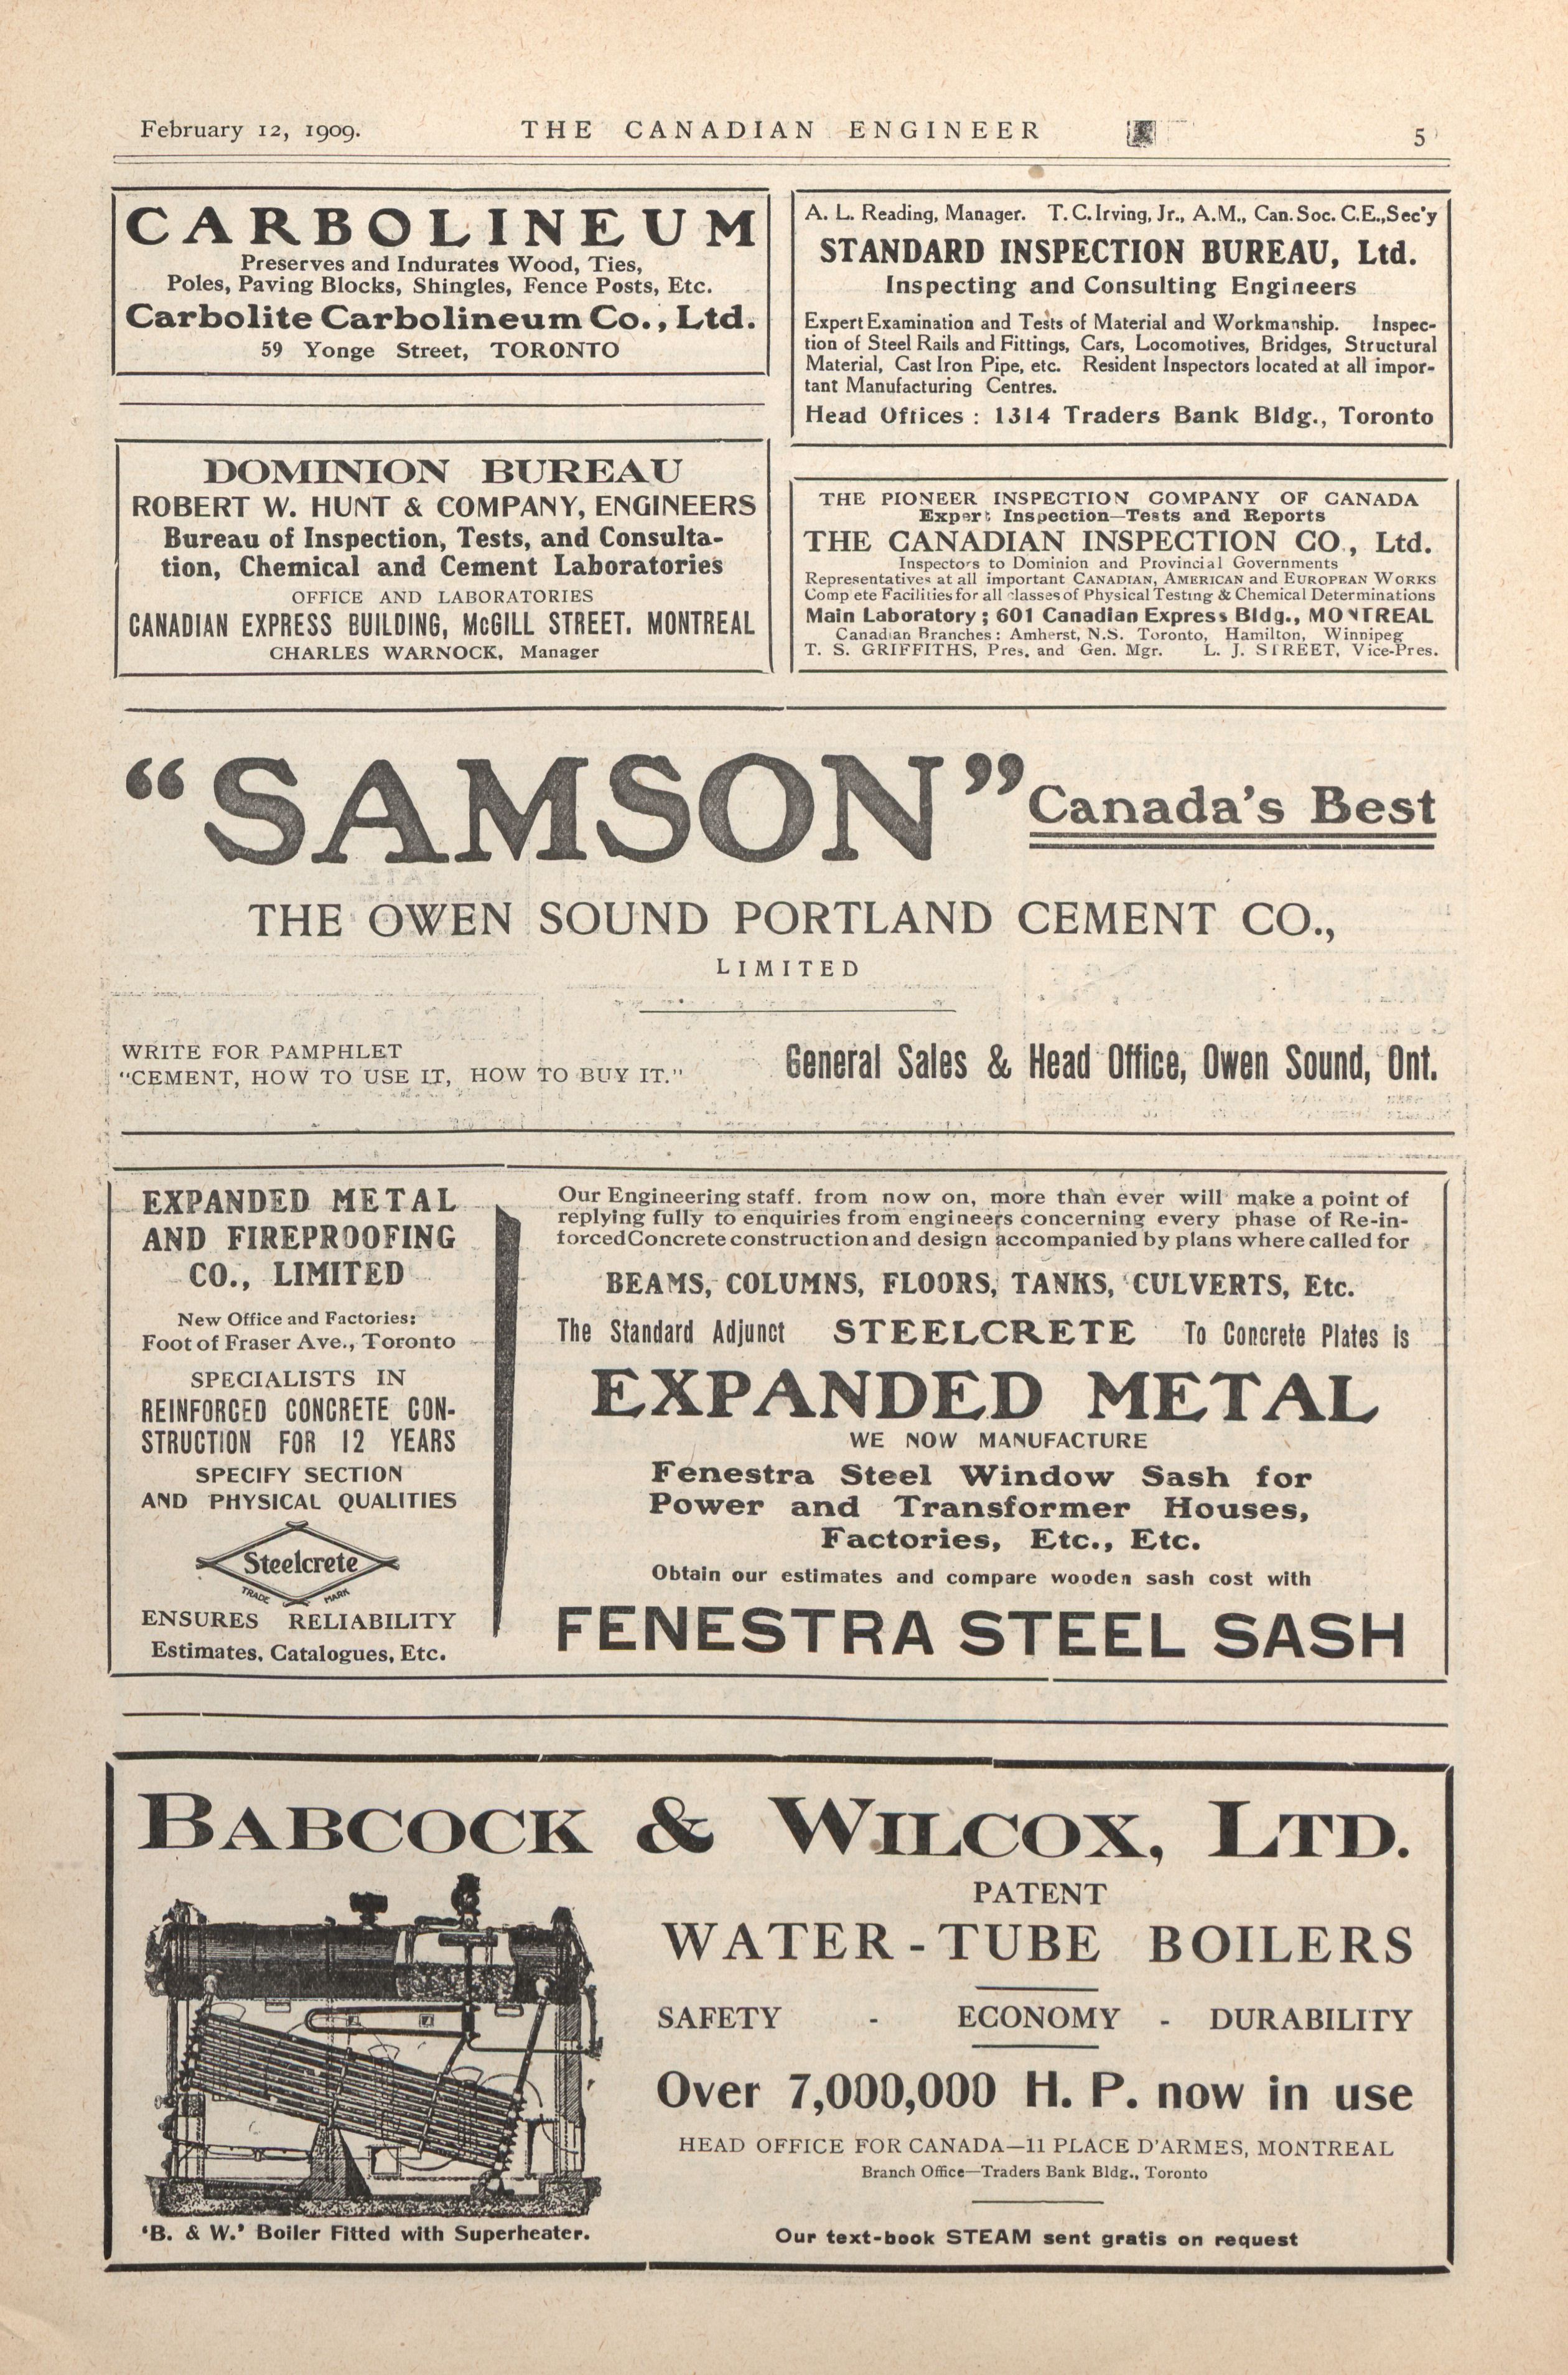 February 12, 1909.
THE CANADIAN ENGINEER
5
CARBOLINEUM
Preserves and Indurates Wood, Ties,
Poles, Paving Blocks, Shingles, Fence Posts, Etc.
Carbolite Carbolineum Co., Ltd.
59 Yonge Street, TORONTO
DOMINION BUREAU
ROBERT W. HUNT & COMPANY, ENGINEERS
Bureau of Inspection, Tests, and Consulta-
tion, Chemical and Cement Laboratories
OFFICE AND LABORATORIES
CANADIAN EXPRESS BUILDING, McGILL STREET. MONTREAL
CHARLES WARNOCK, Manager
A. L. Reading, Manager. T. C. Irving, Jr., A.M., Can. Soc. C.E., Sec'y
STANDARD INSPECTION BUREAU, Ltd.
Inspecting and Consulting Engineers
Expert Examination and Tests of Material and Workmanship. Inspec-
tion of Steel Rails and Fittings, Cars, Locomotives, Bridges, Structural
Material, Cast Iron Pipe, etc. Resident Inspectors located at all impor-
tant Manufacturing Centres.
Head Offices : 1314 Traders Bank Bldg., Toronto
THE PIONEER INSPECTION COMPANY OF CANADA
Expert Inspection—Tests and Reports
THE CANADIAN INSPECTION CO., Ltd.
Inspectors to Dominion and Provincial Governments
Representatives at all important CANADIAN, AMERICAN and EUROPEAN WORKS
Complete Facilities for all classes of Physical Testing & Chemical Determinations
Main Laboratory ; 601 Canadian Express Bldg., MONTREAL
Canadian Branches : Amherst, N.S. Toronto, Hamilton, Winnipeg
T. S. GRIFFITHS, Pres. and Gen. Mgr. L. J. STREET, Vice-Pres.
“SAMSON” Canada's Best
THE OWEN SOUND PORTLAND CEMENT CO.,
LIMITED
WRITE FOR PAMPHLET
“CEMENT, HOW TO USE IT, HOW TO BUY IT.”
General Sales & Head Office, Owen Sound, Ont.
EXPANDED METAL
AND FIREPROOFING
CO., LIMITED
New Office and Factories:
Foot of Fraser Ave., Toronto
SPECIALISTS IN
REINFORCED CONCRETE CON-
STRUCTION FOR 12 YEARS
SPECIFY SECTION
AND PHYSICAL QUALITIES
Steelcrete
TRADE MARK
ENSURES RELIABILITY
Estimates, Catalogues, Etc.
Our Engineering staff. from now on, more than ever will make a point of
replying fully to enquiries from engineers concerning every phase of Re-in-
forced Concrete construction and design accompanied by plans where called for
BEAMS, COLUMNS, FLOORS, TANKS, CULVERTS, Etc.
The Standard Adjunct STEELCRETE To Concrete Plates is
EXPANDED METAL
WE NOW MANUFACTURE
Fenestra Steel Window Sash for
Power and Transformer Houses,
Factories, Etc., Etc.
Obtain our estimates and compare wooden sash cost with
FENESTRA STEEL SASH
BABCOCK & WILCOX, LTD.
PATENT
WATER-TUBE BOILERS
SAFETY - ECONOMY - DURABILITY
Over 7,000,000 H. P. now in use
HEAD OFFICE FOR CANADA—11 PLACE D'ARMES, MONTREAL
Branch Office—Traders Bank Bldg., Toronto
'B. & W.' Boiler Fitted with Superheater.
Our text-book STEAM sent gratis on request